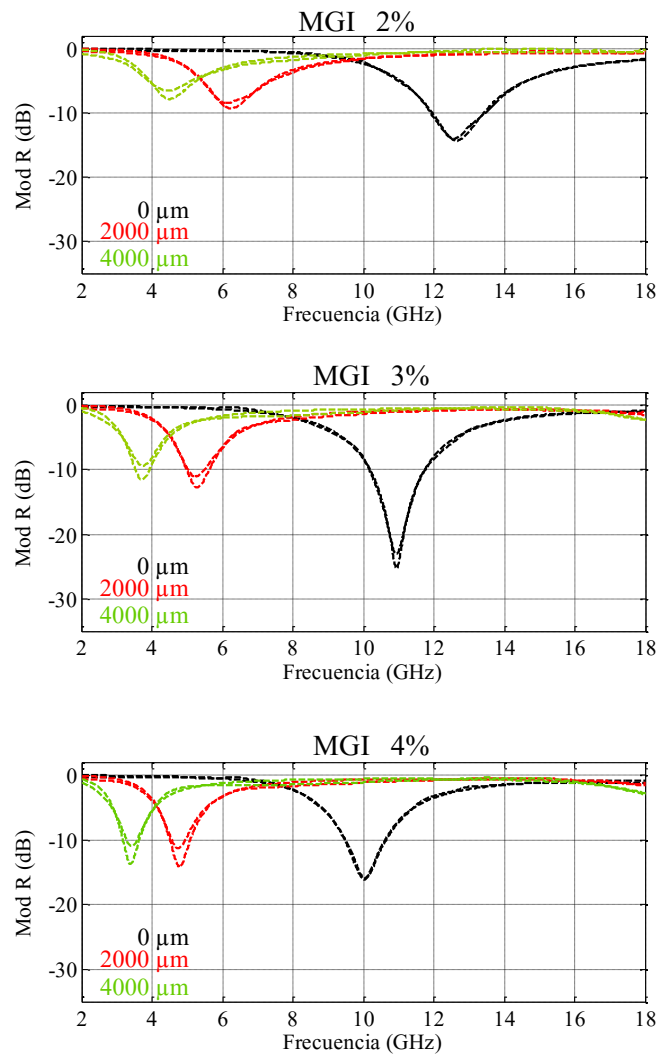 MGI 2%
0
-10
-20
-30
Mod R (dB)
0 µm
2000 µm
4000 µm
2 4 6 8 10 12 14 16 18
Frecuencia (GHz)
MGI 3%
0
-10
-20
-30
Mod R (dB)
0 µm
2000 µm
4000 µm
2 4 6 8 10 12 14 16 18
Frecuencia (GHz)
MGI 4%
0
-10
-20
-30
Mod R (dB)
0 µm
2000 µm
4000 µm
2 4 6 8 10 12 14 16 18
Frecuencia (GHz)